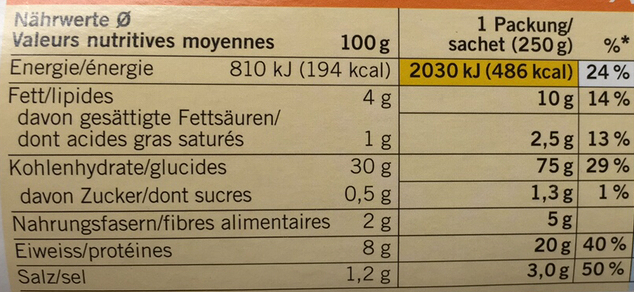 Nährwerte Ø
Valeurs nutritives moyennes 100 g 1 Packung/ sachet (250 g) %*
Energie/énergie 810 kJ (194 kcal) 2030 kJ (486 kcal) 24 %
Fett/lipides 4 g 10 g 14 %
davon gesättigte Fettsäuren/
dont acides gras saturés 1 g 2,5 g 13 %
Kohlenhydrate/glucides 30 g 75 g 29 %
davon Zucker/dont sucres 0,5 g 1,3 g 1 %
Nahrungsfasern/fibres alimentaires 2 g 5 g
Eiweiss/protéines 8 g 20 g 40 %
Salz/sel 1,2 g 3,0 g 50 %